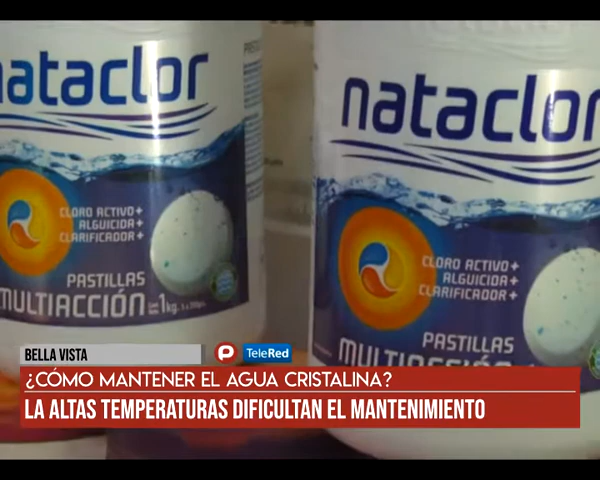 nataclor
CLORO ACTIVO+
ALGUICIDA+
CLARIFICADOR+
PASTILLAS
MULTIACCIÓN
1kg.
nataclor
CLORO ACTIVO+
ALGUICIDA+
CLARIFICADOR+
PASTILLAS
MULTIACCIÓN
BELLA VISTA
P TeleRed
¿CÓMO MANTENER EL AGUA CRISTALINA?
LA ALTAS TEMPERATURAS DIFICULTAN EL MANTENIMIENTO